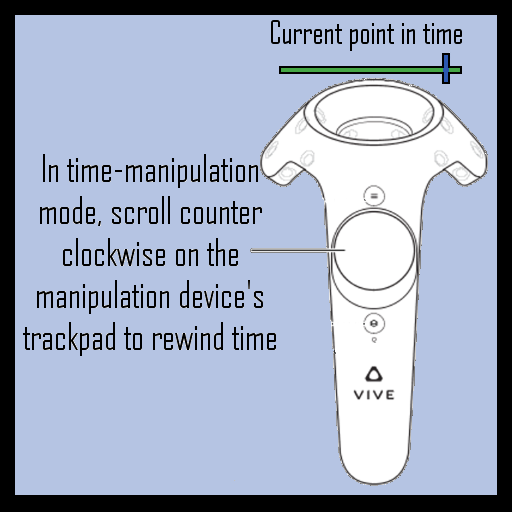 Current point in time
In time-manipulation
mode, scroll counter
clockwise on the
manipulation device's
trackpad to rewind time
VIVE